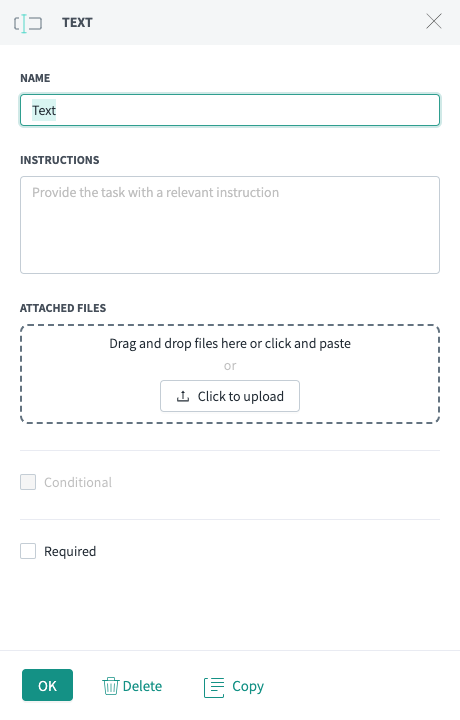 TEXT
NAME
Text
INSTRUCTIONS
Provide the task with a relevant instruction
ATTACHED FILES
Drag and drop files here or click and paste
or
Click to upload
Conditional
Required
OK Delete Copy